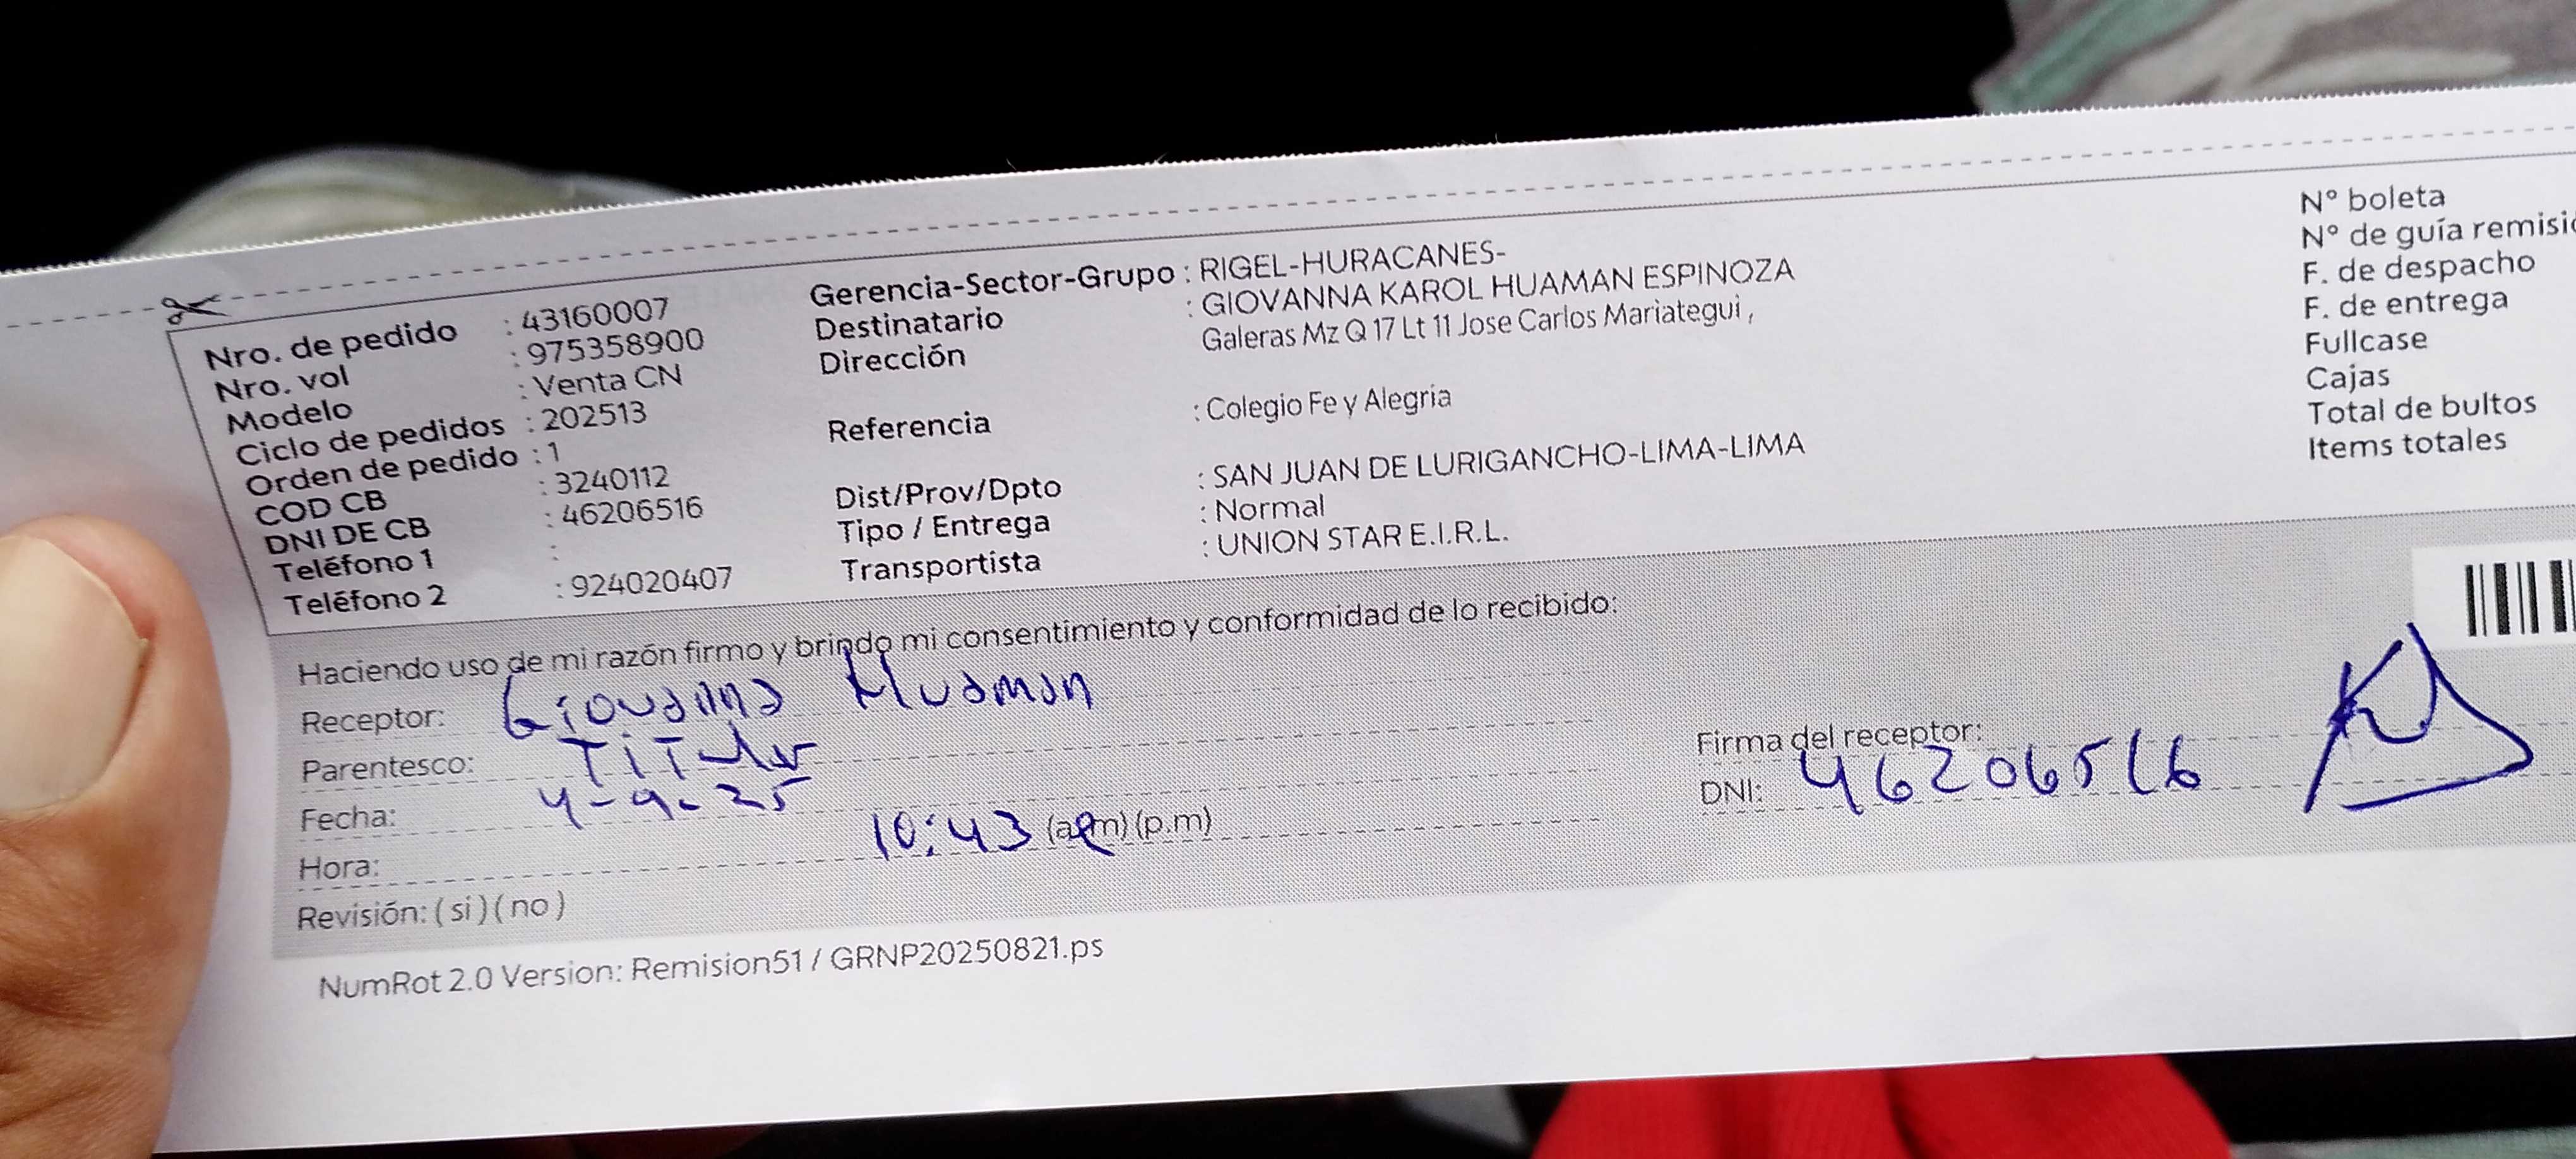 Nro. de pedido : 43160007
Nro. vol : 975358900
Modelo : Venta CN
Ciclo de pedidos : 202513
Orden de pedido : 1
COD CB : 3240112
DNI DE CB : 46206516
Teléfono 1 :
Teléfono 2 : 924020407
Gerencia-Sector-Grupo : RIGEL-HURACANES-
Destinatario : GIOVANNA KAROL HUAMAN ESPINOZA
Dirección Galeras Mz Q 17 Lt 11 Jose Carlos Mariategui ,
Referencia : Colegio Fe y Alegria
Dist/Prov/Dpto : SAN JUAN DE LURIGANCHO-LIMA-LIMA
Tipo / Entrega : Normal
Transportista : UNION STAR E.I.R.L.
N° boleta
N° de guía
F. de despacho
F. de entrega
Fullcase
Cajas
Total de bultos
Items totales
Haciendo uso de mi razón firmo y brindo mi consentimiento y conformidad de lo recibido:
Receptor: Giovanna Huaman
Parentesco: TiTular
Fecha: 4-9-25
Hora: 10:43 (a.m) (p.m)
Revisión: ( si ) ( no )
Firma del receptor:
DNI: 46206516
NumRot 2.0 Version: Remision51 / GRNP20250821.ps